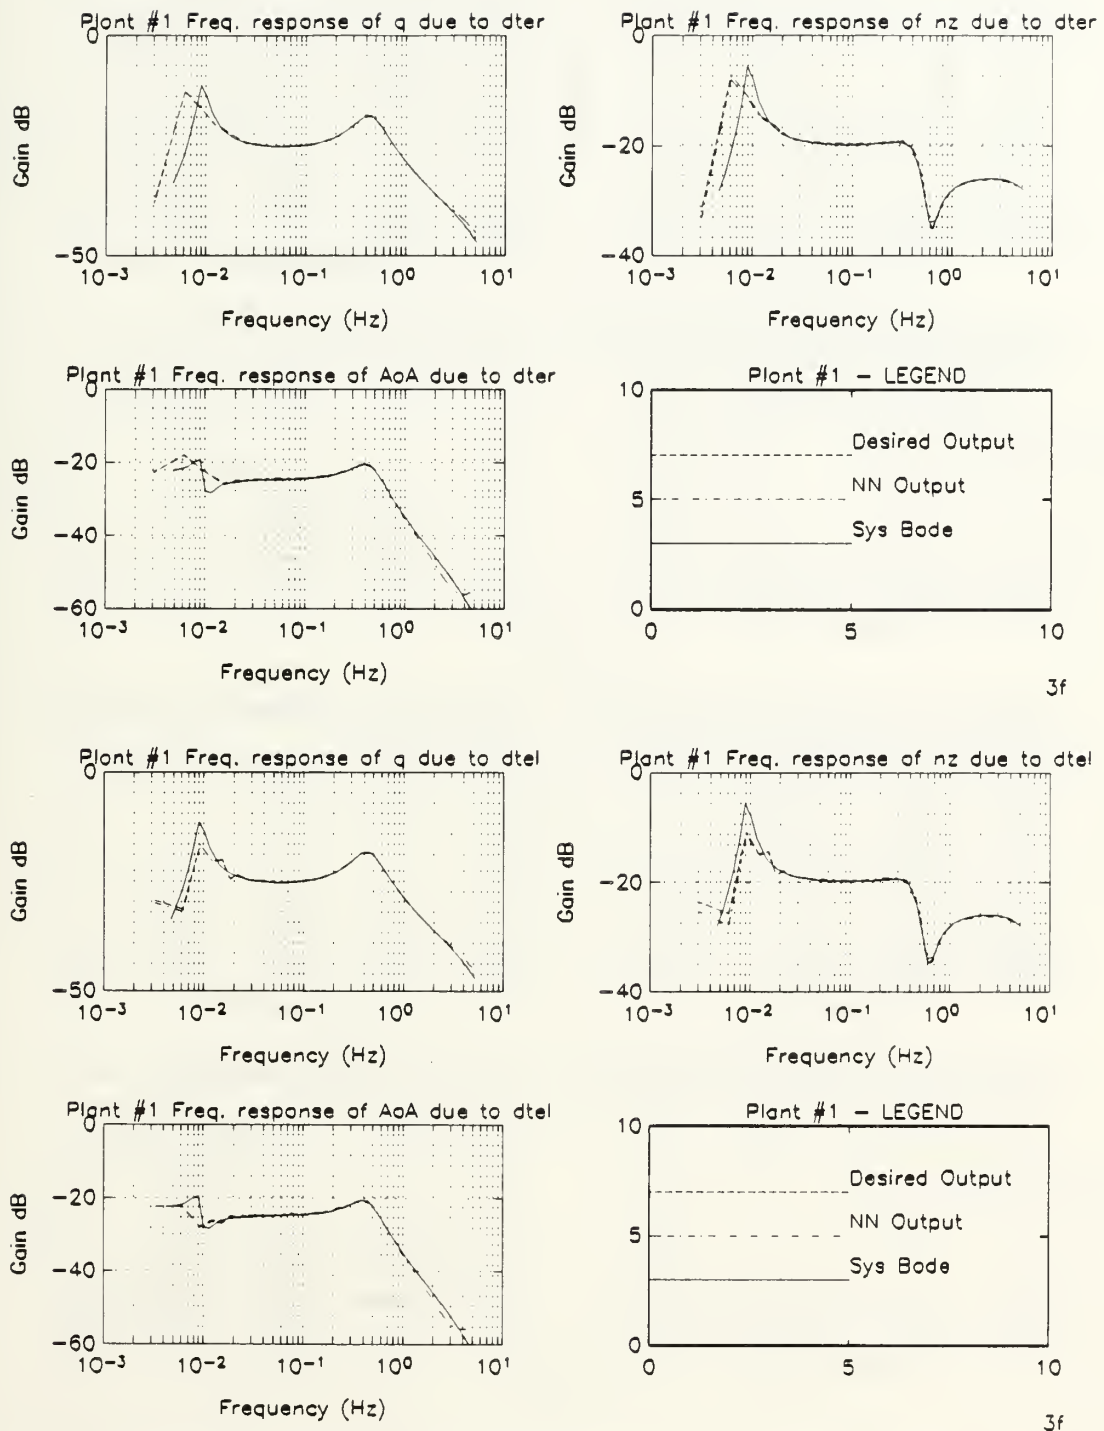 Plant #1 Freq. response of q due to dter
0
-50
Gain dB
10-3 10-2 10-1 100 101
Frequency (Hz)
Plant #1 Freq. response of nz due to dter
0
-20
-40
Gain dB
10-3 10-2 10-1 100 101
Frequency (Hz)
Plant #1 Freq. response of AoA due to dter
0
-20
-40
-60
Gain dB
10-3 10-2 10-1 100 101
Frequency (Hz)
Plant #1 - LEGEND
10
5
0
Desired Output
NN Output
Sys Bode
0 5 10
3f
Plant #1 Freq. response of q due to dtel
0
-50
Gain dB
10-3 10-2 10-1 100 101
Frequency (Hz)
Plant #1 Freq. response of nz due to dtel
0
-20
-40
Gain dB
10-3 10-2 10-1 100 101
Frequency (Hz)
Plant #1 Freq. response of AoA due to dtel
0
-20
-40
-60
Gain dB
10-3 10-2 10-1 100 101
Frequency (Hz)
Plant #1 - LEGEND
10
5
0
Desired Output
NN Output
Sys Bode
0 5 10
3f